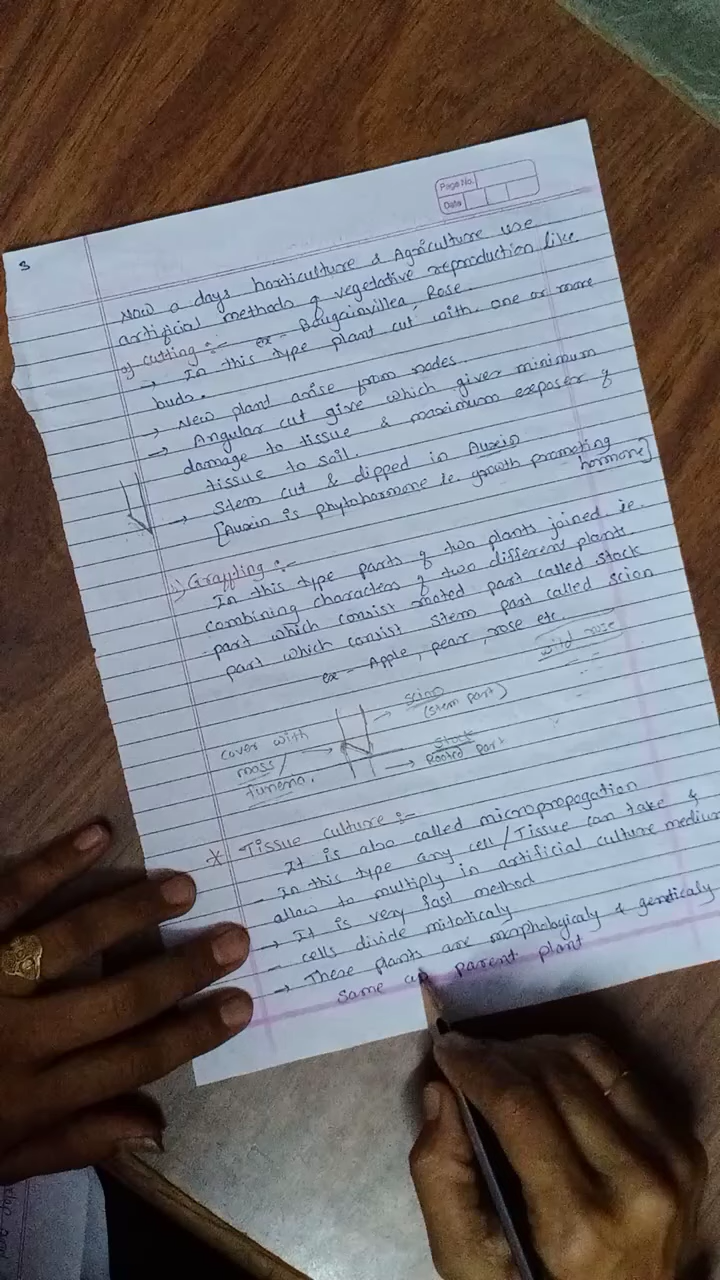 Page No.
Date
3
Now a days horticulture & Agriculture use
artificial methods of vegetative reproduction like
cutting :- ex - Bougainvillea, Rose.
→ In this type plant cut with one or more
buds.
→ New plant arise from nodes.
→ Angular cut give which gives minimum
damage to tissue & maximum exposer of
tissue to soil.
→ Stem cut & dipped in Auxin
[Auxin is phytohormone ie. growth promoting
hormone]
Graffting :-
In this type parts of two plants joined ie.
combining characters of two different plants
part which consist rooted part called stock
part which consist stem part called scion
ex - Apple, pear, rose etc.
wild rose
scion
(stem part)
cover with
moss /
stock
Rooted part
* Tissue culture :-
It is also called micropropogation
- In this type any cell / Tissue can take &
allow to multiply in artificial culture medium
→ It is very fast method
- cells divide mitoticaly
→ These plants are morphologicaly & geneticaly
same as parent plant